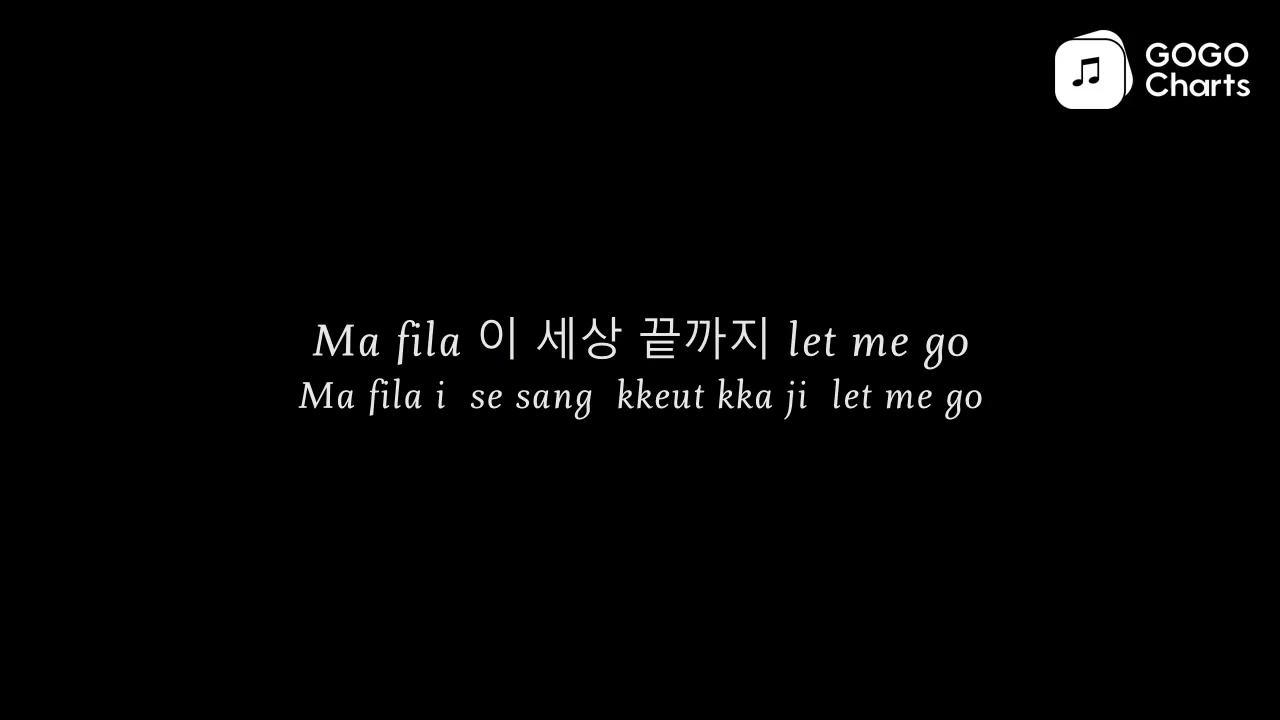 GOGO
Charts
Ma fila 이 세상 끝까지 let me go
Ma fila i se sang kkeut kka ji let me go